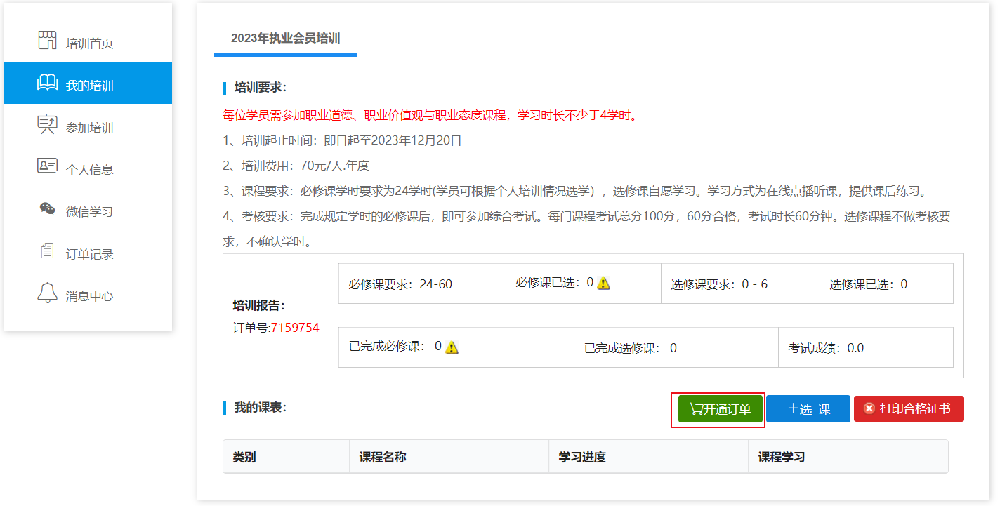 培训首页
我的培训
参加培训
个人信息
微信学习
订单记录
消息中心
2023年执业会员培训
培训要求：
每位学员需参加职业道德、职业价值观与职业态度课程，学习时长不少于4学时。
1、培训起止时间：即日起至2023年12月20日
2、培训费用：70元/人.年度
3、课程要求：必修课学时要求为24学时(学员可根据个人培训情况选学），选修课自愿学习。学习方式为在线点播听课，提供课后练习。
4、考核要求：完成规定学时的必修课后，即可参加综合考试。每门课程考试总分100分，60分合格，考试时长60分钟。选修课程不做考核要
求，不确认学时。
培训报告：
订单号:7159754
必修课要求：24-60
必修课已选：0
选修课要求：0 - 6
选修课已选：0
已完成必修课： 0
已完成选修课： 0
考试成绩：0.0
我的课表：
开通订单
+选 课
打印合格证书
类别
课程名称
学习进度
课程学习